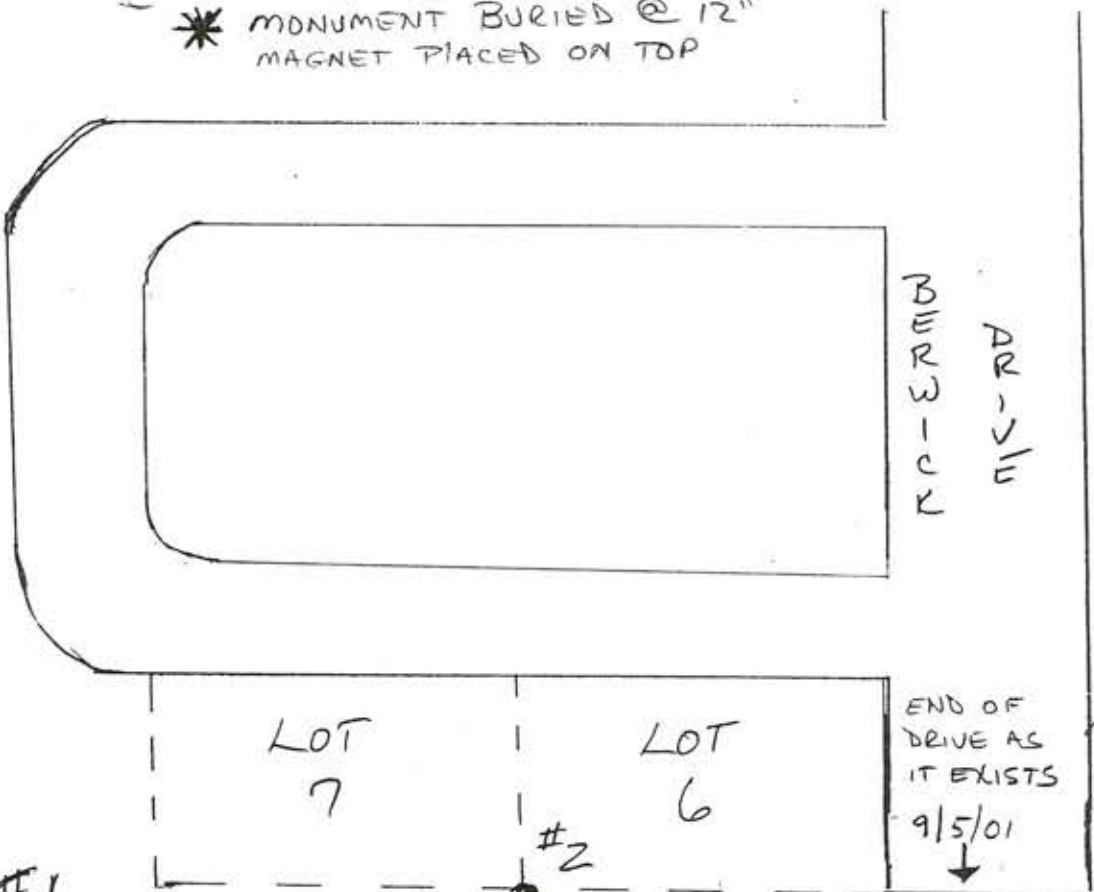 MONUMENT BURIED @ 12"
MAGNET PLACED ON TOP
BERWICK
DRIVE
LOT
7
LOT
6
END OF
DRIVE AS
IT EXISTS
9/5/01
#2
#1